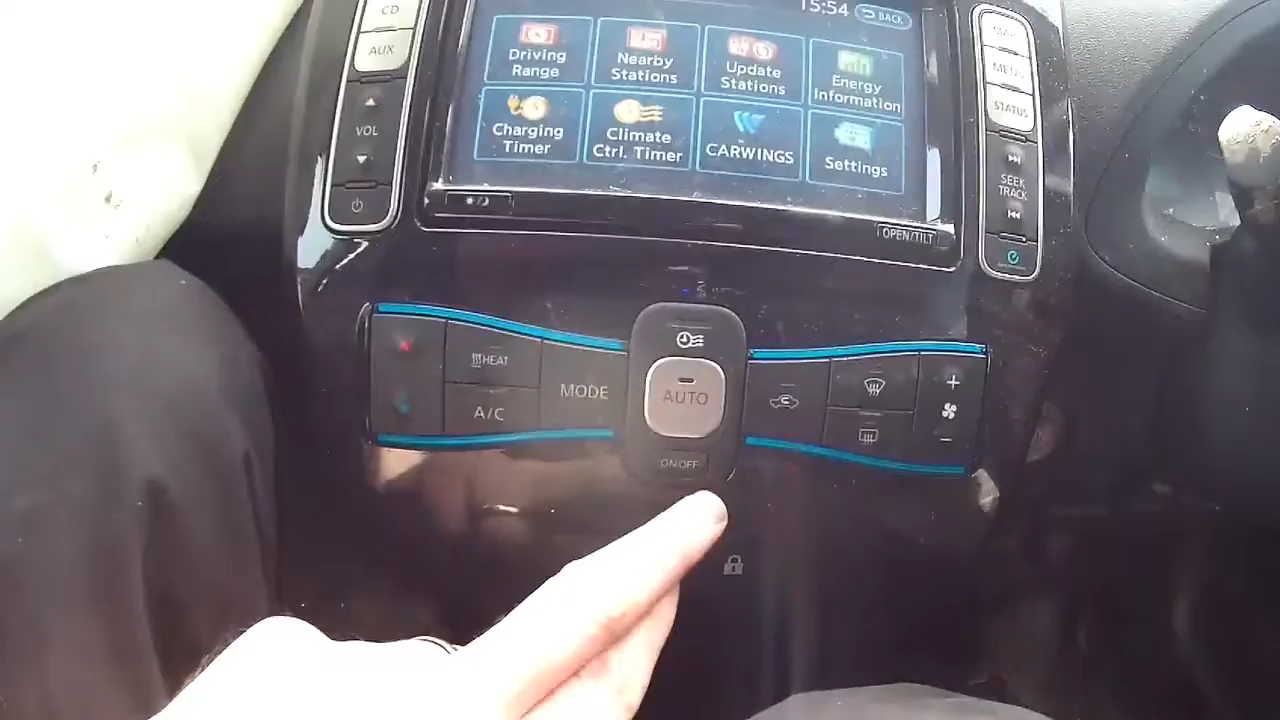 CD
AUX
VOL
15:54
BACK
Driving
Range
Nearby
Stations
Update
Stations
Energy
Information
Charging
Timer
Climate
Ctrl. Timer
CARWINGS
Settings
OPEN/TILT
MAP
MENU
STATUS
SEEK
TRACK
HEAT
A/C
MODE
AUTO
ON/OFF
+
-